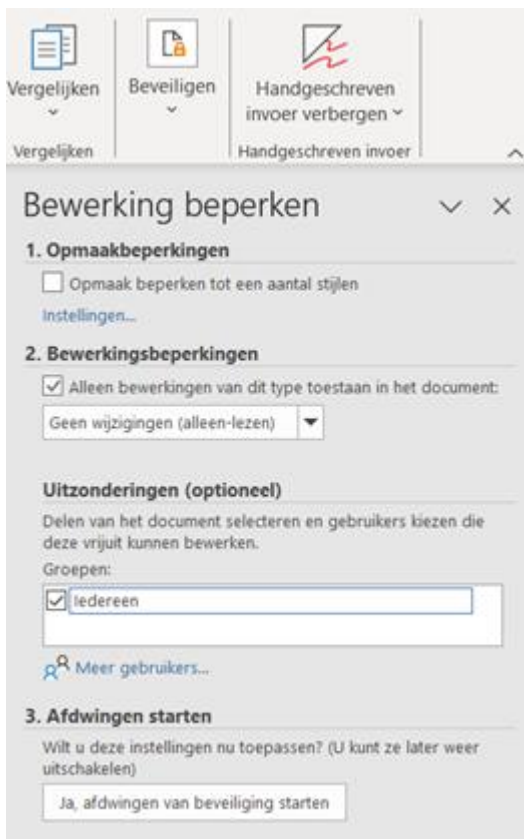 Vergelijken
Beveiligen
Handgeschreven
invoer verbergen
Vergelijken
Handgeschreven invoer
Bewerking beperken
1. Opmaakbeperkingen
Opmaak beperken tot een aantal stijlen
Instellingen...
2. Bewerkingsbeperkingen
Alleen bewerkingen van dit type toestaan in het document:
Geen wijzigingen (alleen-lezen)
Uitzonderingen (optioneel)
Delen van het document selecteren en gebruikers kiezen die
deze vrijuit kunnen bewerken.
Groepen:
Iedereen
Meer gebruikers...
3. Afdwingen starten
Wilt u deze instellingen nu toepassen? (U kunt ze later weer
uitschakelen)
Ja, afdwingen van beveiliging starten